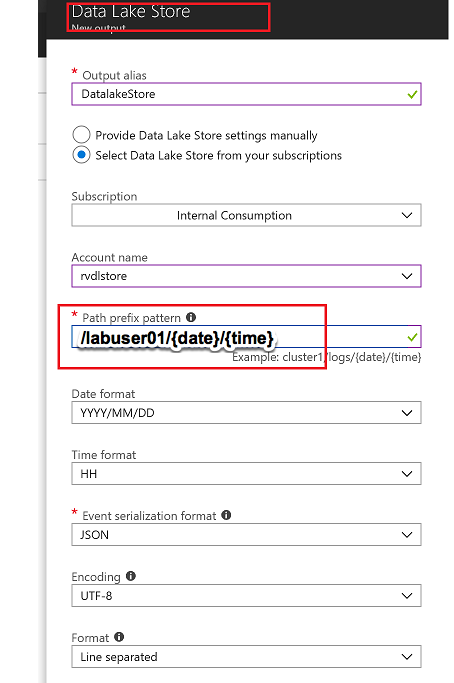 Data Lake Store
New output
* Output alias
DatalakeStore
Provide Data Lake Store settings manually
Select Data Lake Store from your subscriptions
Subscription
Internal Consumption
Account name
rvdlstore
* Path prefix pattern
/labuser01/{date}/{time}
Example: cluster1/logs/{date}/{time}
Date format
YYYY/MM/DD
Time format
HH
* Event serialization format
JSON
Encoding
UTF-8
Format
Line separated